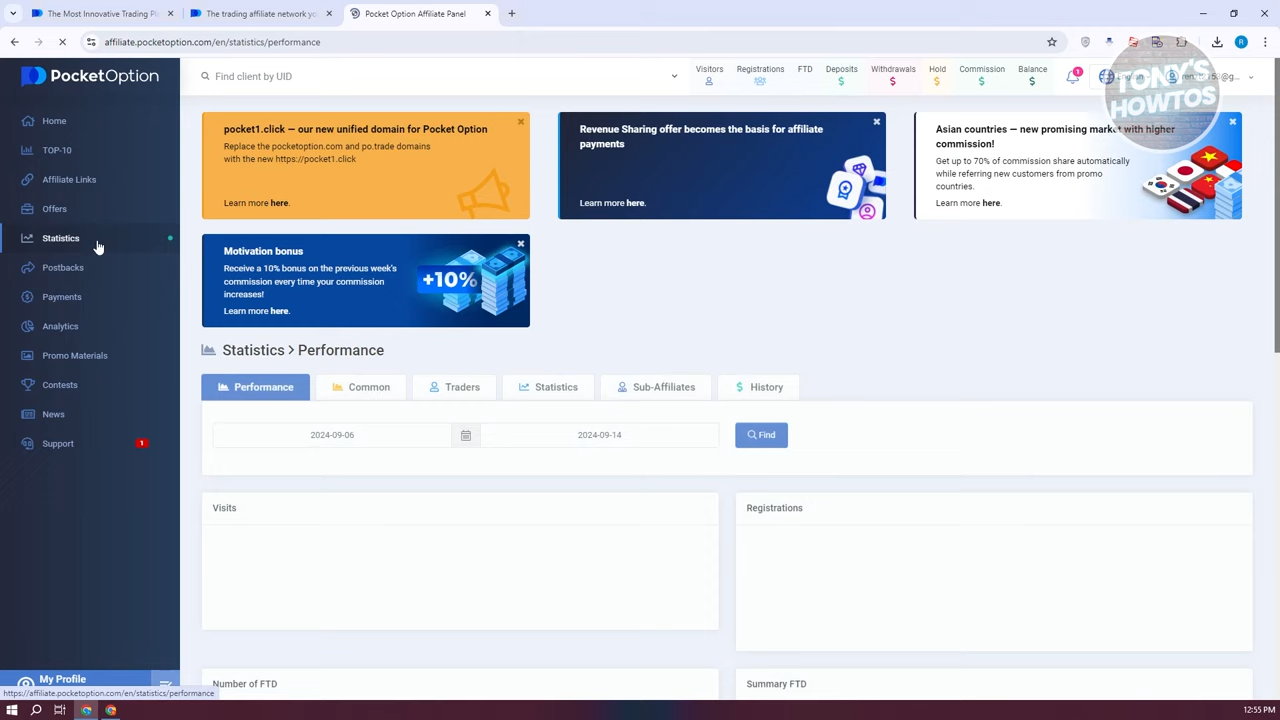 The Most Innovative Trading Pl
The trading affiliate network yo
Pocket Option Affiliate Panel
affiliate.pocketoption.com/en/statistics/performance
PocketOption
Find client by UID
Visitors
Registrations
FTD
Deposits
Withdrawals
Hold
Commission
Balance
1
TONY'S
HOWTOS
Home
TOP-10
Affiliate Links
Offers
Statistics
Postbacks
Payments
Analytics
Promo Materials
Contests
News
Support
1
My Profile
pocket1.click — our new unified domain for Pocket Option
Replace the pocketoption.com and po.trade domains
with the new https://pocket1.click
Learn more here.
Revenue Sharing offer becomes the basis for affiliate
payments
Learn more here.
Asian countries — new promising market with higher
commission!
Get up to 70% of commission share automatically
while referring new customers from promo
countries.
Learn more here.
Motivation bonus
Receive a 10% bonus on the previous week's
commission every time your commission
increases!
Learn more here.
+10%
Statistics > Performance
Performance
Common
Traders
Statistics
Sub-Affiliates
History
2024-09-06
2024-09-14
Find
Visits
Registrations
Number of FTD
Summary FTD
https://affiliate.pocketoption.com/en/statistics/performance
12:55 PM